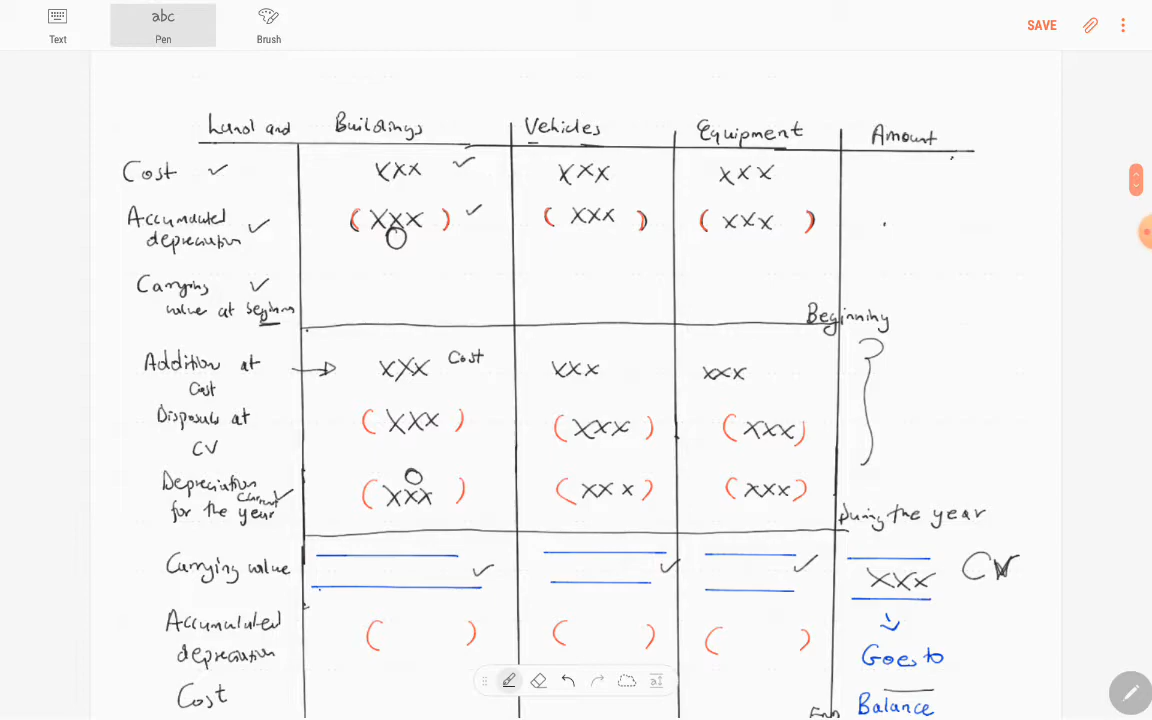 abc
SAVE
Text
Pen
Brush
Land and Buildings Vehicles Equipment Amount
Cost XXX XXX XXX
Accumulated
depreciation (XXX) (XXX) (XXX)
Carrying
value at beginning
Beginning
Addition at
Cost XXX Cost XXX XXX
Disposals at
CV (XXX) (XXX) (XXX)
Depreciation
for the Current year (XXX) (XXX) (XXX)
During the year
Carrying value XXX CV
Accumulated
depreciation ( ) ( ) ( )
Goes to
Cost
Balance